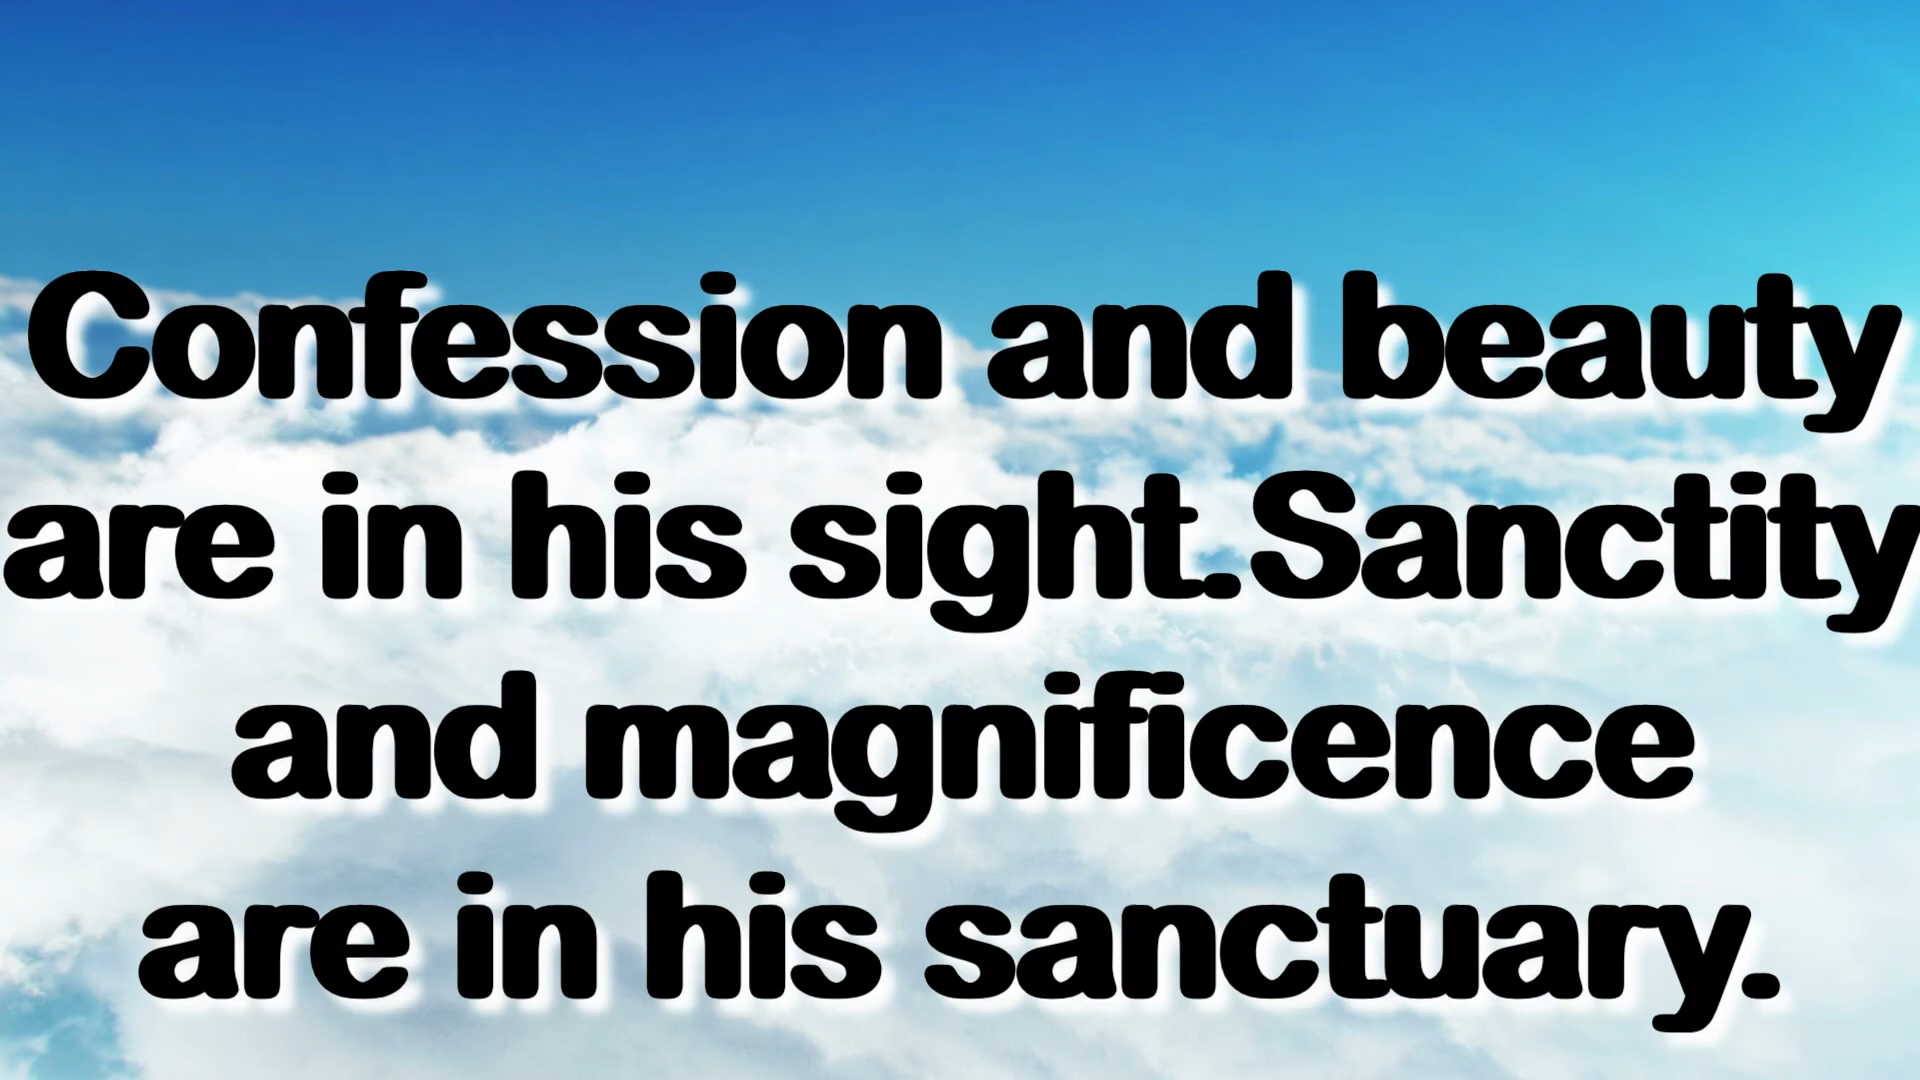 Confession and beauty
are in his sight.Sanctity
and magnificence
are in his sanctuary.